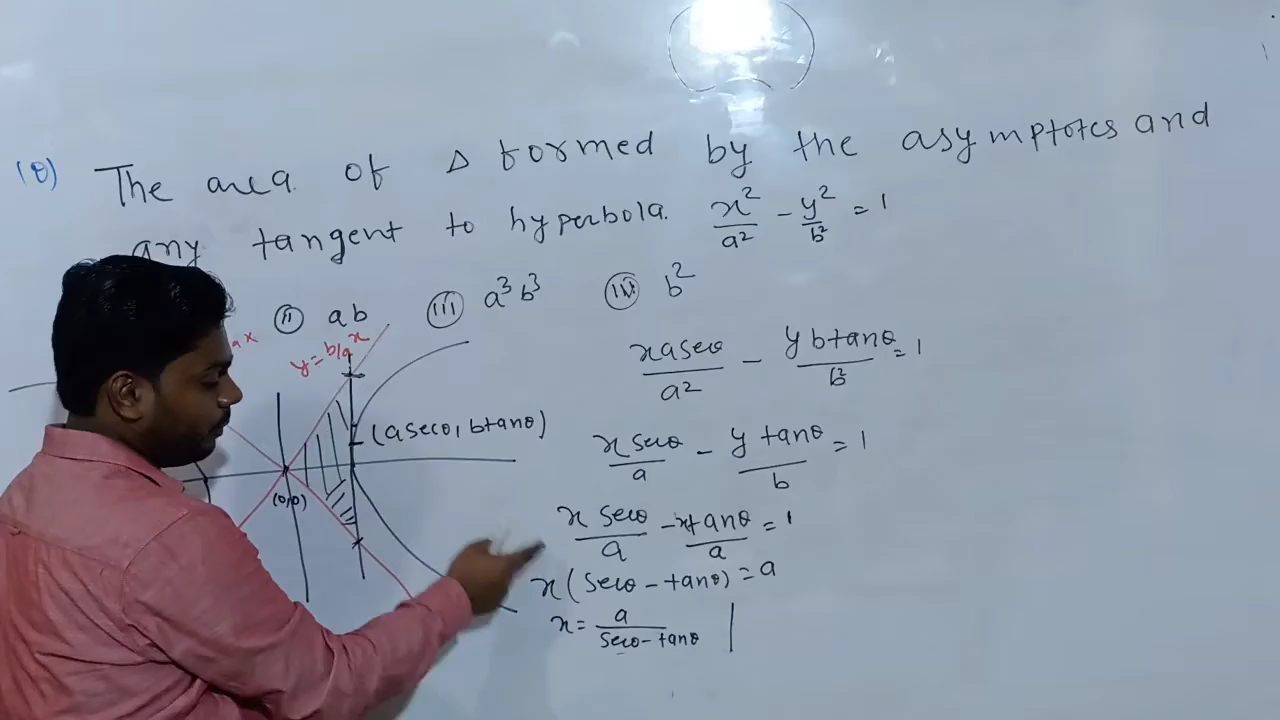 (Q) The area of Δ formed by the asymptotes and
any tangent to hyperbola. x²/a² - y²/b² = 1
(ii) ab (iii) a³b³ (iv) b²
y = b/a x
(a secθ, b tanθ)
(0,0)
x a secθ/a² - y b tanθ/b² = 1
x secθ/a - y tanθ/b = 1
x secθ/a - x tanθ/a = 1
x (secθ - tanθ) = a
x = a/secθ - tanθ